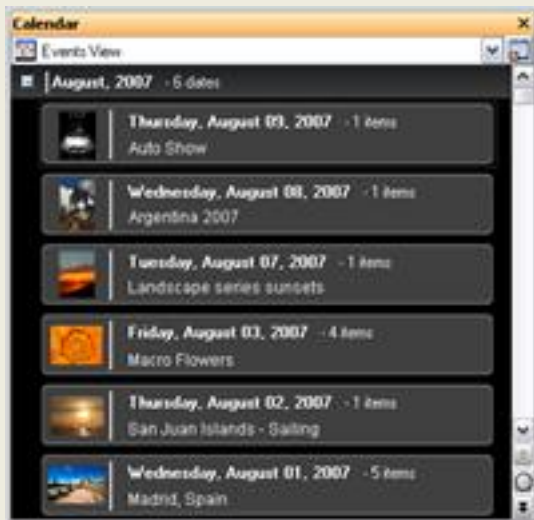 Calendar
Events View
August, 2007 - 6 dates
Thursday, August 09, 2007 - 1 items
Auto Show
Wednesday, August 08, 2007 - 1 items
Argentina 2007
Tuesday, August 07, 2007 - 1 items
Landscape series sunsets
Friday, August 03, 2007 - 4 items
Macro Flowers
Thursday, August 02, 2007 - 1 items
San Juan Islands - Sailing
Wednesday, August 01, 2007 - 5 items
Madrid, Spain